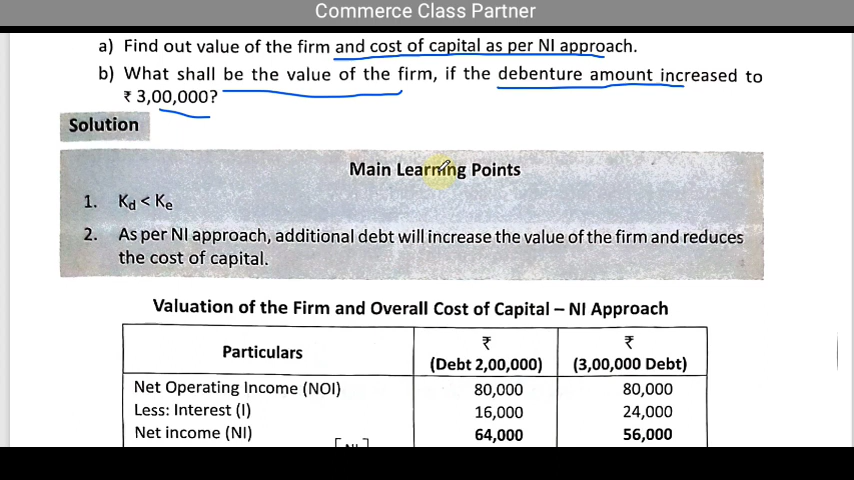 Commerce Class Partner
a) Find out value of the firm and cost of capital as per NI approach.
b) What shall be the value of the firm, if the debenture amount increased to
₹ 3,00,000?
Solution
Main Learning Points
1. Kd < Ke
2. As per NI approach, additional debt will increase the value of the firm and reduces
the cost of capital.
Valuation of the Firm and Overall Cost of Capital – NI Approach
Particulars ₹ (Debt 2,00,000) ₹ (3,00,000 Debt)
Net Operating Income (NOI) 80,000 80,000
Less: Interest (I) 16,000 24,000
Net income (NI) 64,000 56,000